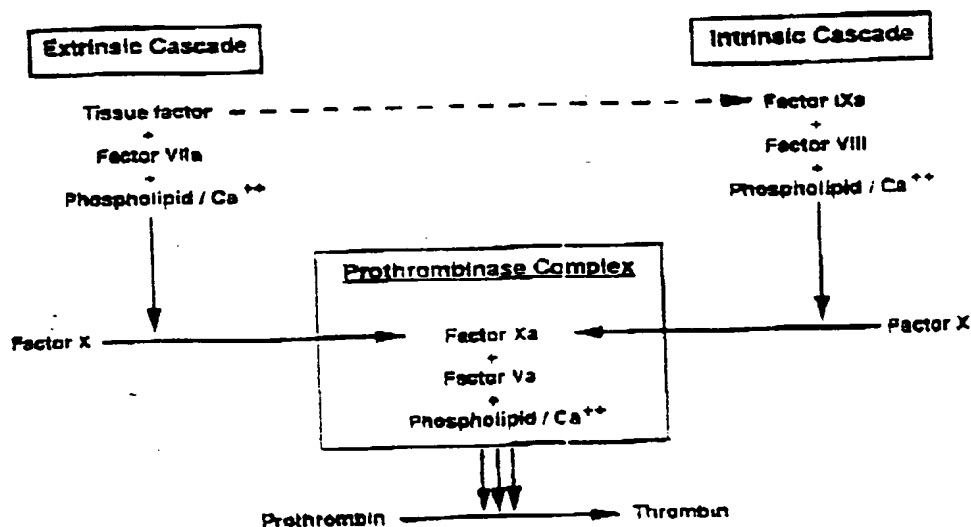 Extrinsic Cascade
Intrinsic Cascade
Tissue factor
+
Factor VIIa
+
Phospholipid / Ca++
Factor IXa
+
Factor VIII
+
Phospholipid / Ca++
Prothrombinase Complex
Factor X
Factor Xa
+
Factor Va
+
Phospholipid / Ca++
Factor X
Prothrombin
Thrombin